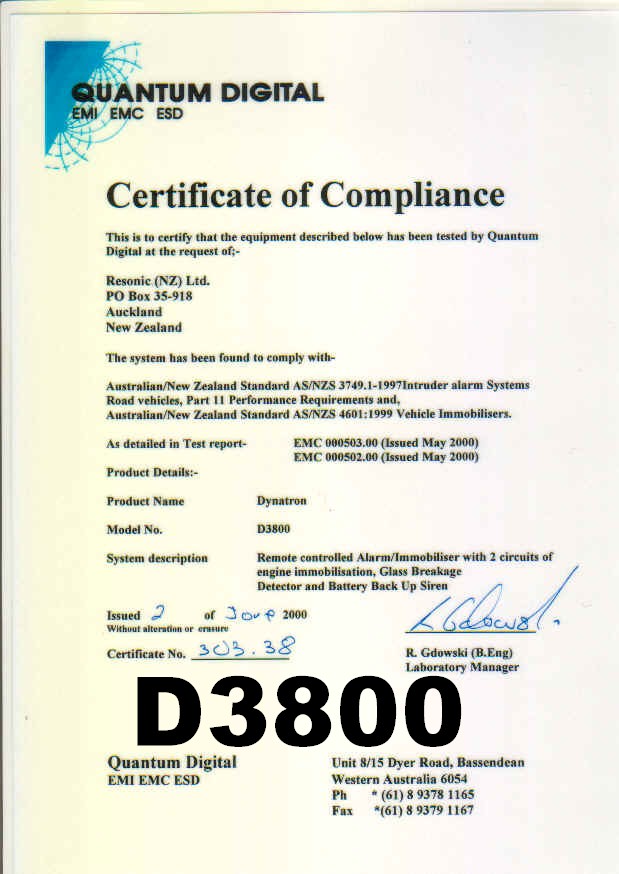 QUANTUM DIGITAL
EMI EMC ESD
Certificate of Compliance
This is to certify that the equipment described below has been tested by Quantum
Digital at the request of;-
Resonic (NZ) Ltd.
PO Box 35-918
Auckland
New Zealand
The system has been found to comply with-
Australian/New Zealand Standard AS/NZS 3749.1-1997Intruder alarm Systems
Road vehicles, Part 11 Performance Requirements and,
Australian/New Zealand Standard AS/NZS 4601:1999 Vehicle Immobilisers.
As detailed in Test report- EMC 000503.00 (Issued May 2000)
EMC 000502.00 (Issued May 2000)
Product Details:-
Product Name Dynatron
Model No. D3800
System description Remote controlled Alarm/Immobiliser with 2 circuits of
engine immobilisation, Glass Breakage
Detector and Battery Back Up Siren
Issued 2 of June 2000
Without alteration or erasure
Certificate No. 303.38
R. Gdowski (B.Eng)
Laboratory Manager
D3800
Quantum Digital
EMI EMC ESD
Unit 8/15 Dyer Road, Bassendean
Western Australia 6054
Ph * (61) 8 9378 1165
Fax *(61) 8 9379 1167